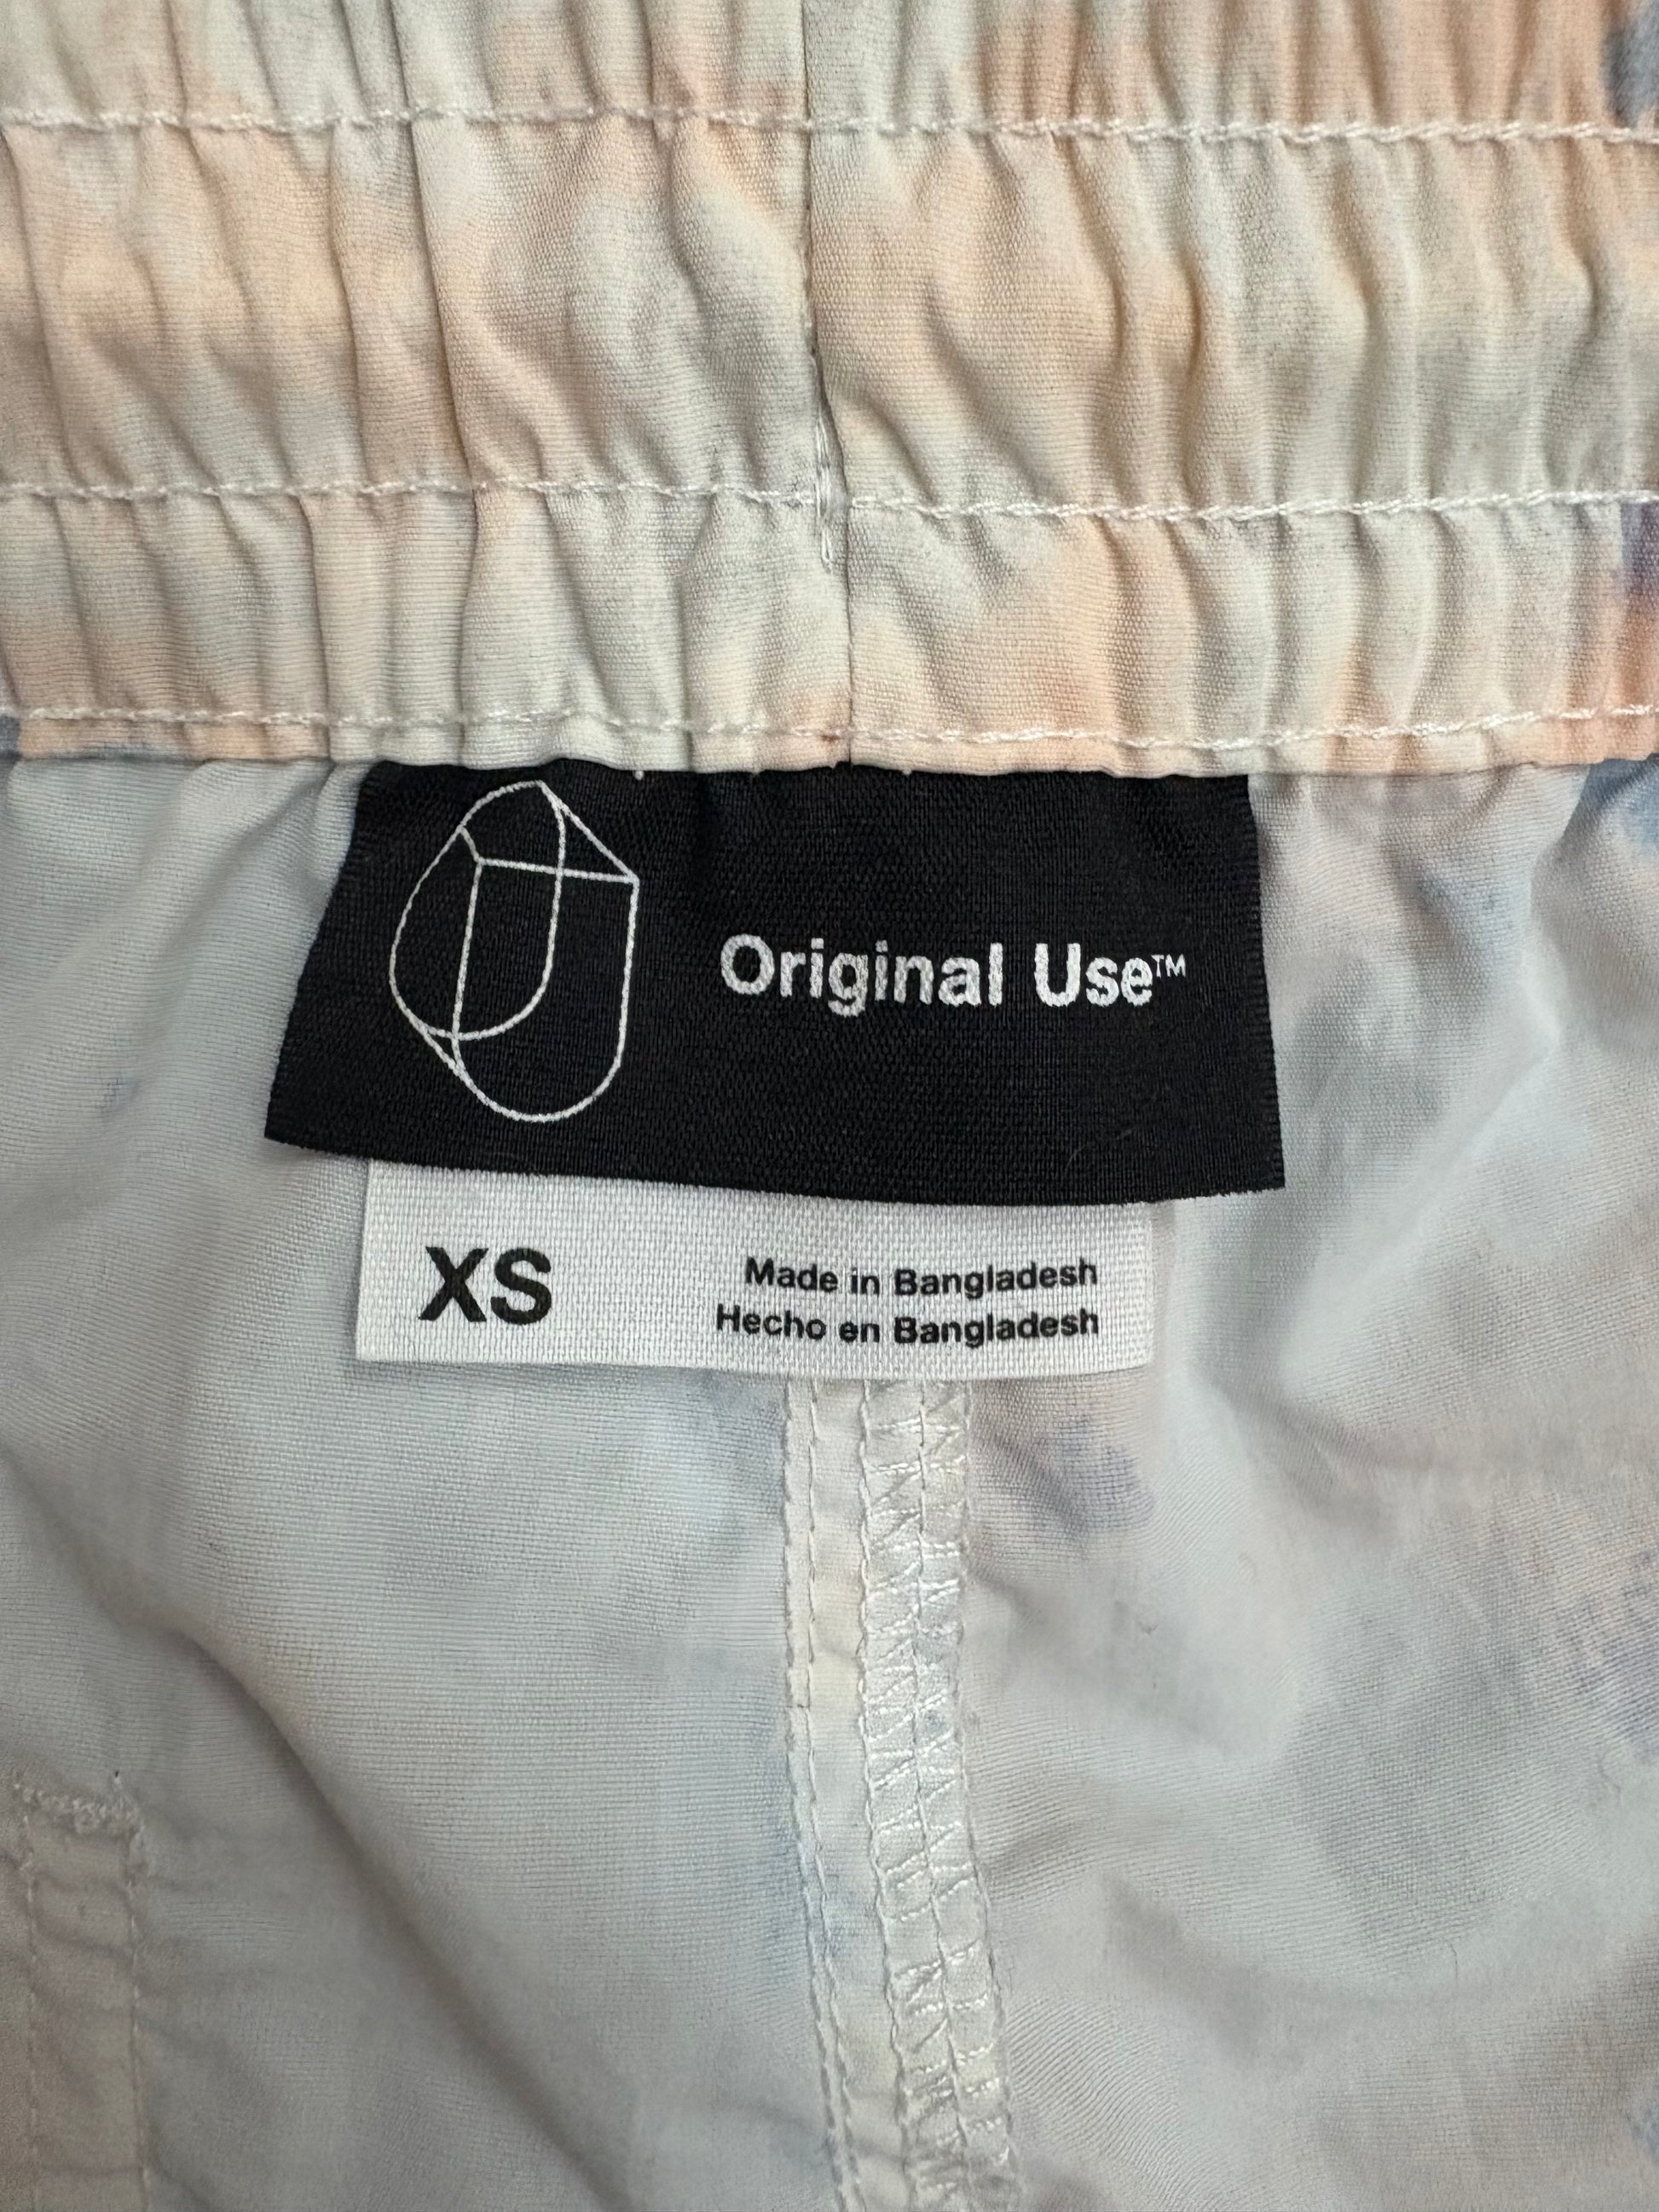 Original Use™
XS
Made in Bangladesh
Hecho en Bangladesh